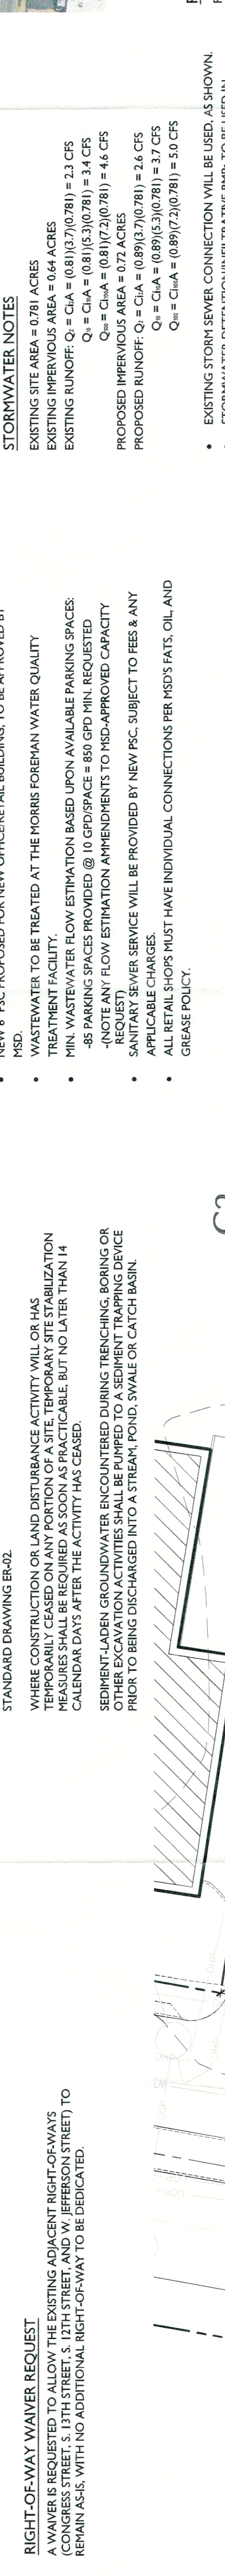 RIGHT-OF-WAY WAIVER REQUEST
A WAIVER IS REQUESTED TO ALLOW THE EXISTING ADJACENT RIGHT-OF-WAYS
(CONGRESS STREET, S. 13TH STREET, S. 12TH STREET, AND W. JEFFERSON STREET) TO
REMAIN AS-IS, WITH NO ADDITIONAL RIGHT-OF-WAY TO BE DEDICATED.
STANDARD DRAWING ER-02.
WHERE CONSTRUCTION OR LAND DISTURBANCE ACTIVITY WILL OR HAS
TEMPORARILY CEASED ON ANY PORTION OF A SITE, TEMPORARY SITE STABILIZATION
MEASURES SHALL BE REQUIRED AS SOON AS PRACTICABLE, BUT NO LATER THAN 14
CALENDAR DAYS AFTER THE ACTIVITY HAS CEASED.
SEDIMENT-LADEN GROUNDWATER ENCOUNTERED DURING TRENCHING, BORING OR
OTHER EXCAVATION ACTIVITIES SHALL BE PUMPED TO A SEDIMENT TRAPPING DEVICE
PRIOR TO BEING DISCHARGED INTO A STREAM, POND, SWALE OR CATCH BASIN.
• NEW 8" PSC PROPOSED FOR NEW OFFICE/RETAIL BUILDING, TO BE APPROVED BY
MSD.
• WASTEWATER TO BE TREATED AT THE MORRIS FOREMAN WATER QUALITY
TREATMENT FACILITY.
• MIN. WASTEWATER FLOW ESTIMATION BASED UPON AVAILABLE PARKING SPACES:
-85 PARKING SPACES PROVIDED @ 10 GPD/SPACE = 850 GPD MIN. REQUESTED
-(NOTE ANY FLOW ESTIMATION AMMENDMENTS TO MSD-APPROVED CAPACITY
REQUEST)
• SANITARY SEWER SERVICE WILL BE PROVIDED BY NEW PSC, SUBJECT TO FEES & ANY
APPLICABLE CHARGES.
• ALL RETAIL SHOPS MUST HAVE INDIVIDUAL CONNECTIONS PER MSD'S FATS, OIL, AND
GREASE POLICY.
STORMWATER NOTES
EXISTING SITE AREA = 0.781 ACRES
EXISTING IMPERVIOUS AREA = 0.64 ACRES
EXISTING RUNOFF: Q2 = Ci2A = (0.81)(3.7)(0.781) = 2.3 CFS
Q10 = Ci10A = (0.81)(5.3)(0.781) = 3.4 CFS
Q100 = Ci100A = (0.81)(7.2)(0.781) = 4.6 CFS
PROPOSED IMPERVIOUS AREA = 0.72 ACRES
PROPOSED RUNOFF: Q2 = Ci2A = (0.89)(3.7)(0.781) = 2.6 CFS
Q10 = Ci10A = (0.89)(5.3)(0.781) = 3.7 CFS
Q100 = Ci100A = (0.89)(7.2)(0.781) = 5.0 CFS
• EXISTING STORM SEWER CONNECTION WILL BE USED, AS SHOWN.